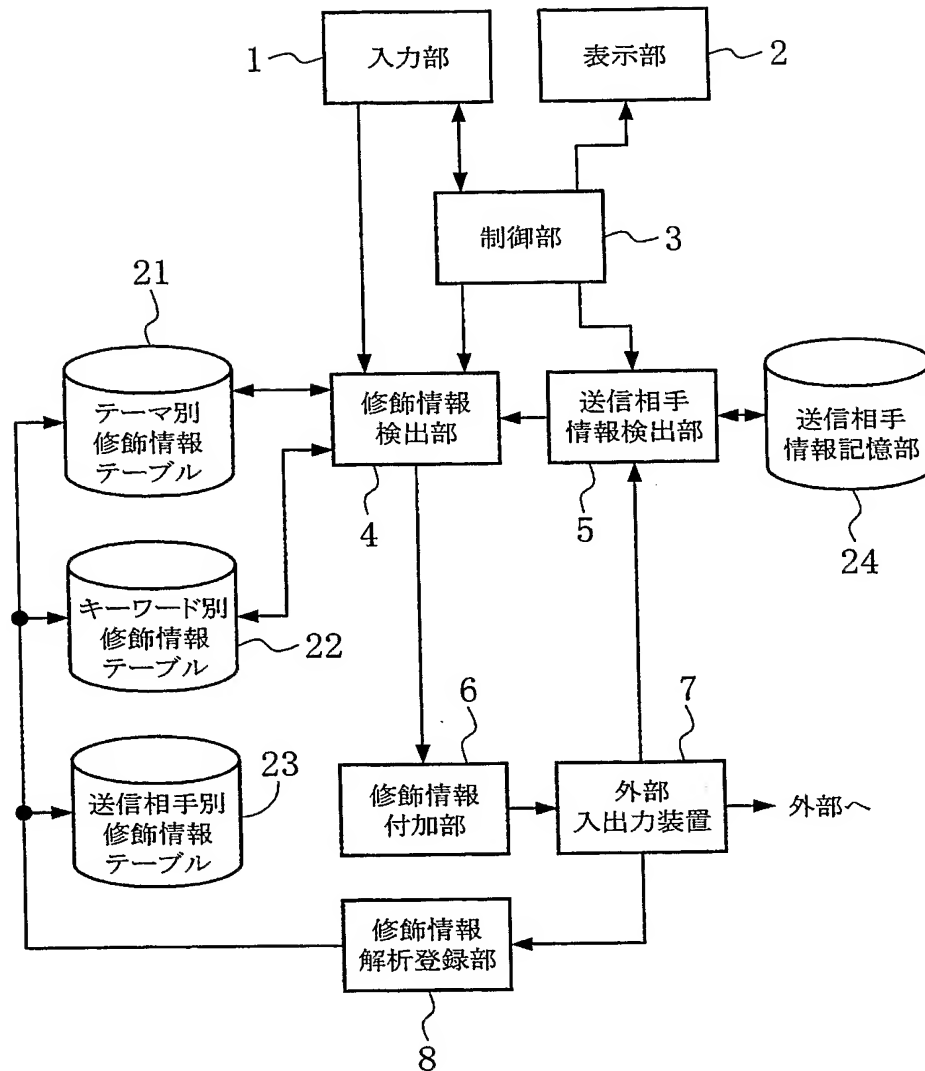 1
入力部
表示部
2
制御部
3
21
テーマ別
修飾情報
テーブル
修飾情報
検出部
4
送信相手
情報検出部
5
送信相手
情報記憶部
24
キーワード別
修飾情報
テーブル
22
6
7
送信相手別
修飾情報
テーブル
23
修飾情報
付加部
外部
入出力装置
外部へ
修飾情報
解析登録部
8